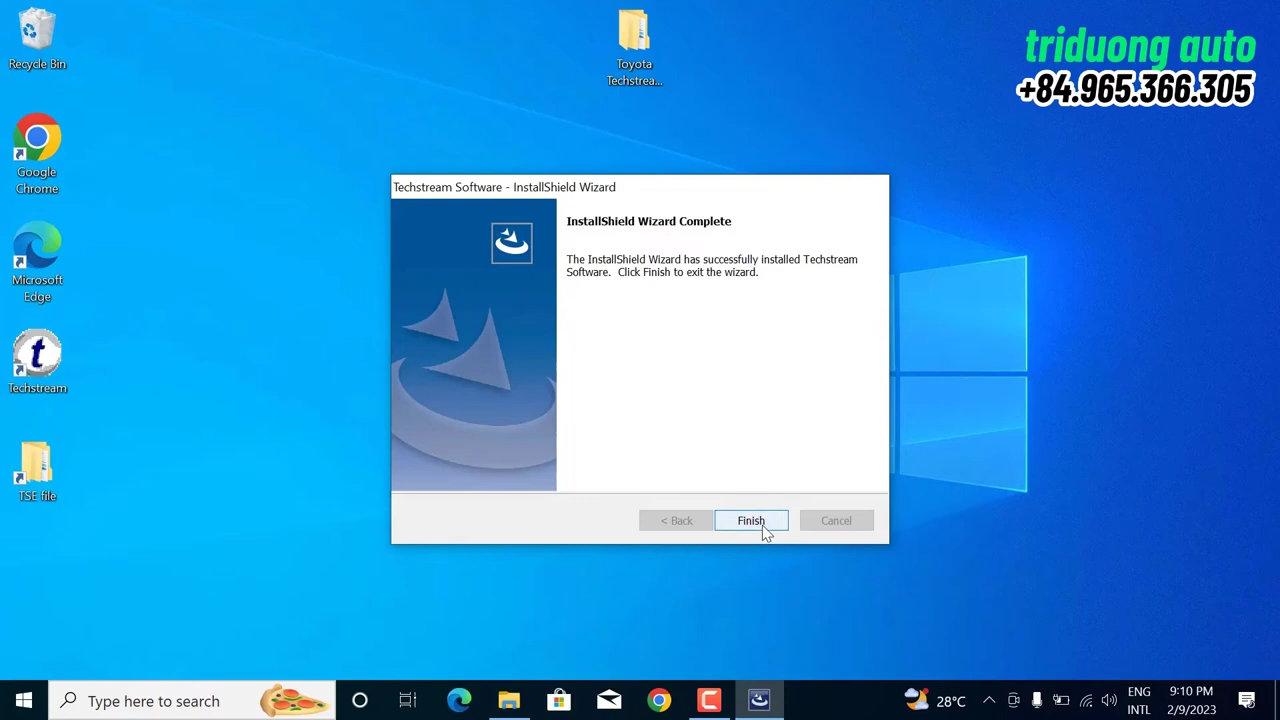 Recycle Bin
Toyota
Techstrea...
triduong auto
+84.965.366.305
Google
Chrome
Microsoft
Edge
t
Techstream
TSE file
Techstream Software - InstallShield Wizard
InstallShield Wizard Complete
The InstallShield Wizard has successfully installed Techstream
Software. Click Finish to exit the wizard.
< Back
Finish
Cancel
Type here to search
28°C
ENG
INTL
9:10 PM
2/9/2023